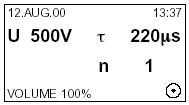 12.AUG.00 13:37
U 500V τ 220µs
n 1
VOLUME 100%